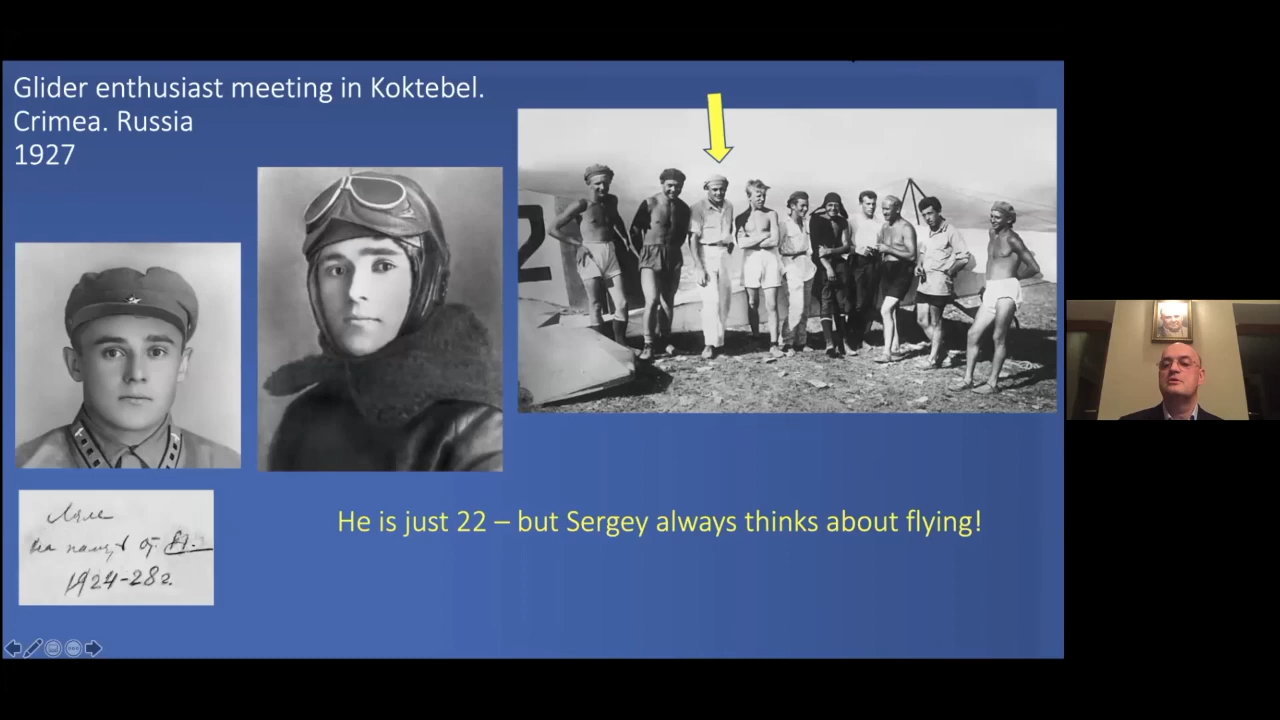 Glider enthusiast meeting in Koktebel.
Crimea. Russia
1927
2
Ляле
на память от
1924-28г.
He is just 22 – but Sergey always thinks about flying!